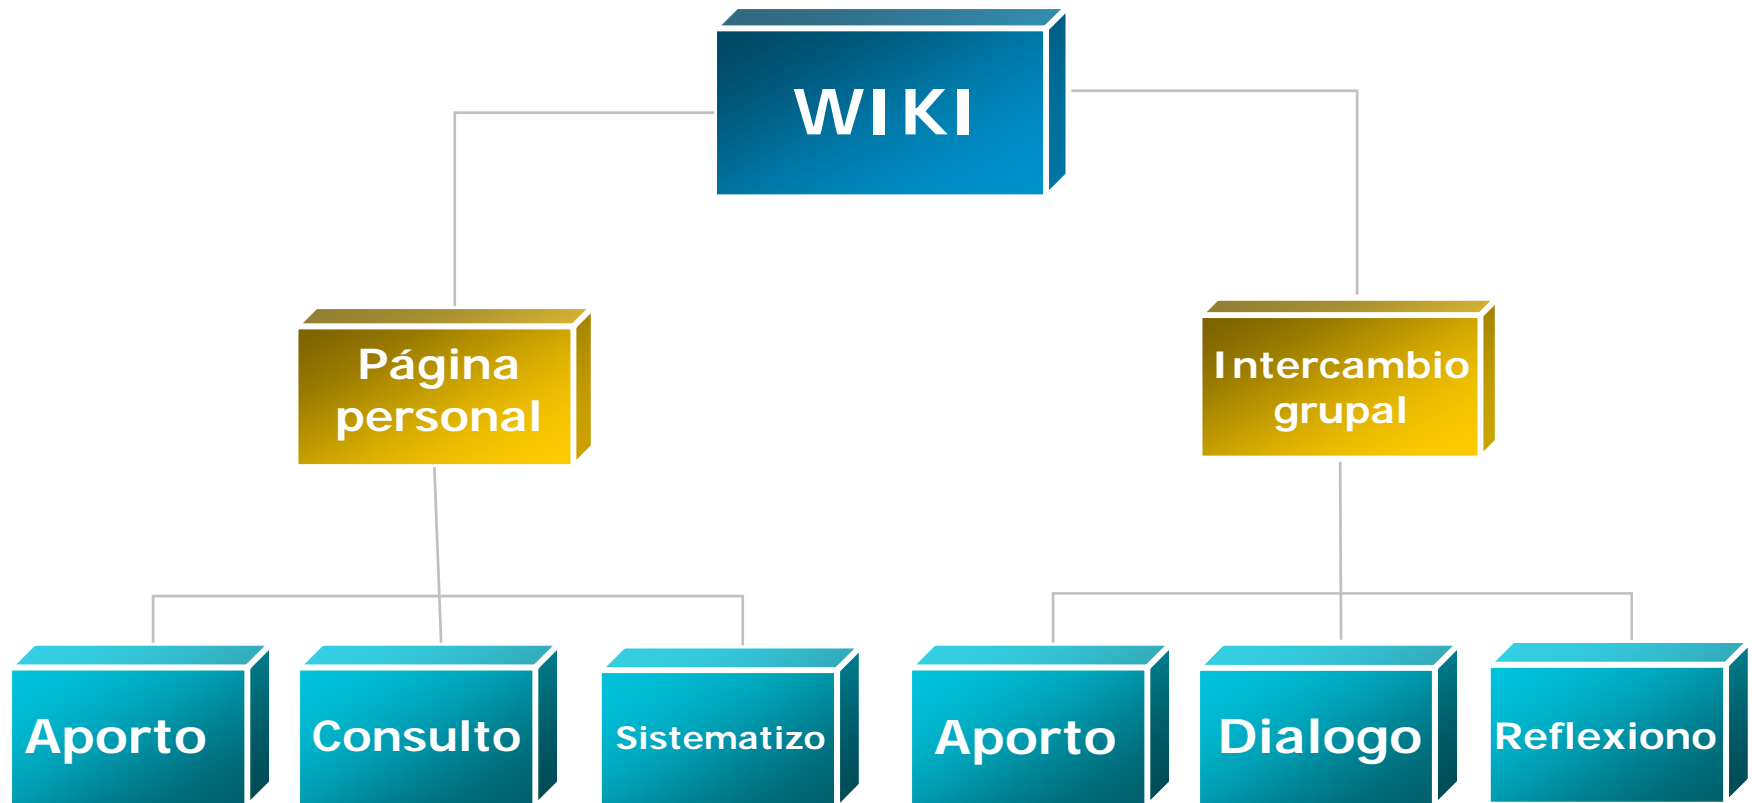 WIKI
Página
personal
Intercambio
grupal
Aporto
Consulto
Sistematizo
Aporto
Dialogo
Reflexiono